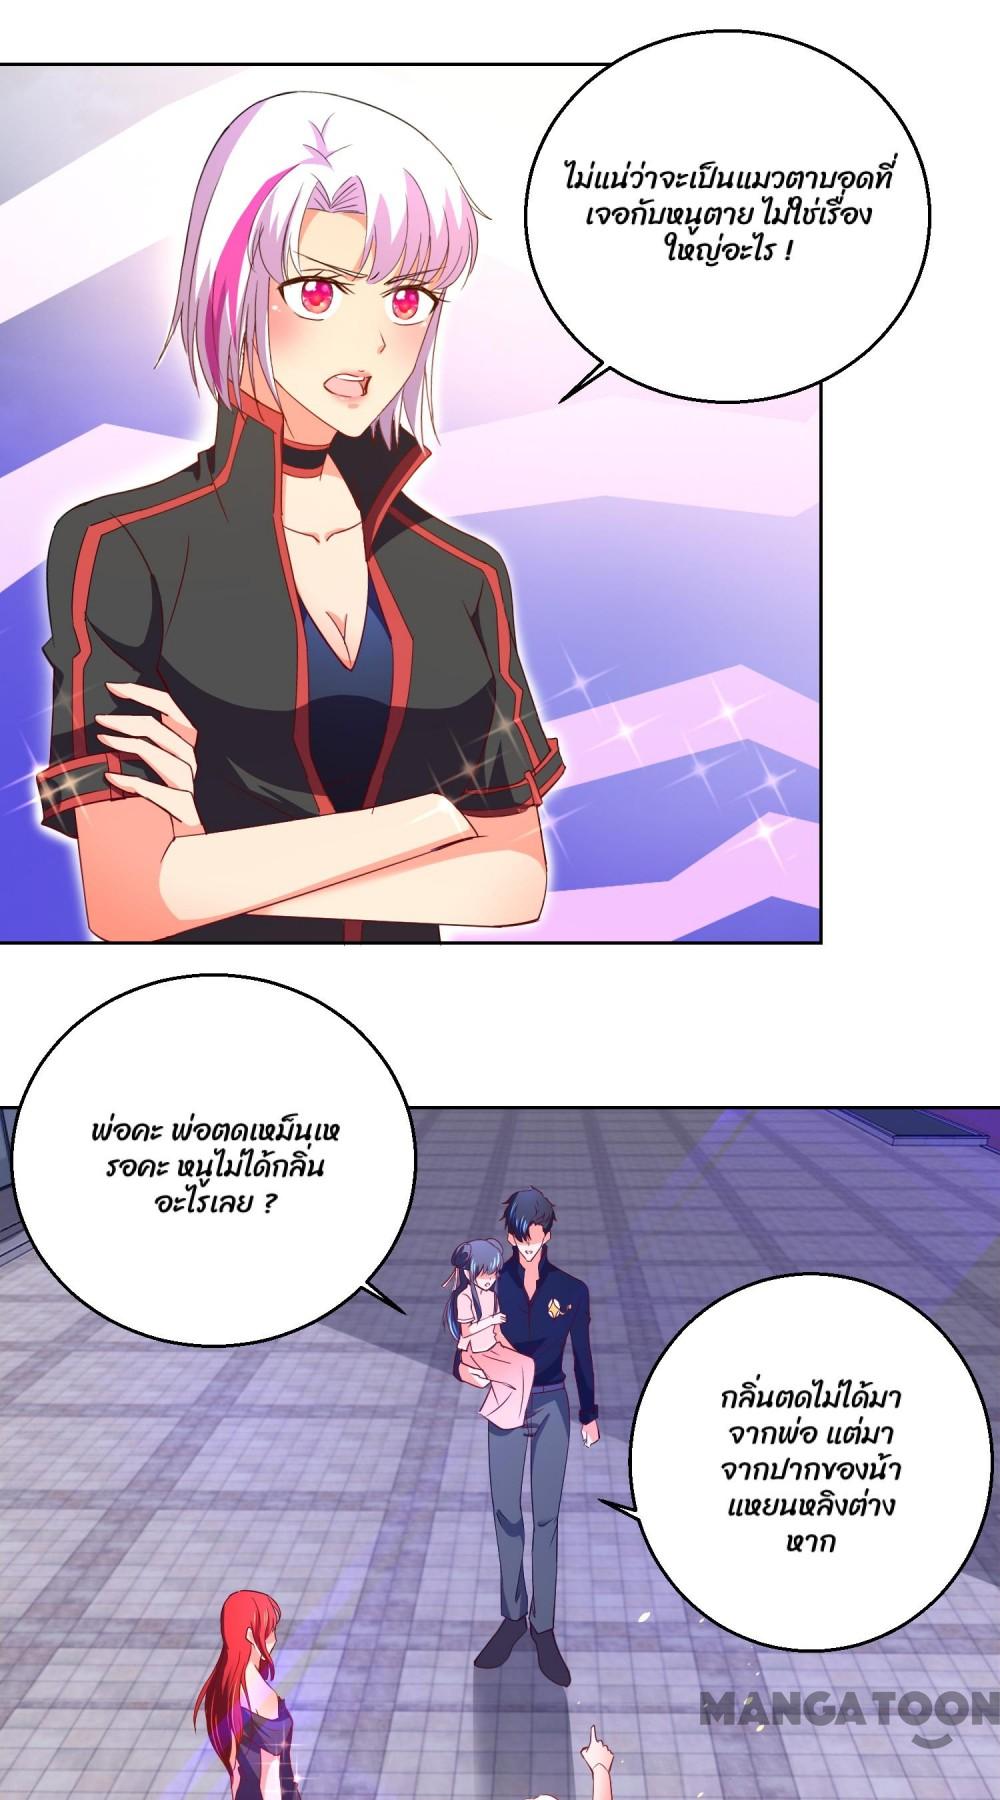 ไม่แน่ว่าจะเป็นแมวตาบอดที่
เจอกับหนูตาย ไม่ใช่เรื่อง
ใหญ่อะไร !
พ่อคะ พ่อตดเหม็นเห
รอคะ หนูไม่ได้กลิ่น
อะไรเลย ?
กลิ่นตดไม่ได้มา
จากพ่อ แต่มา
จากปากของน้า
แหยนหลิงต่าง
หาก
MANGATOON